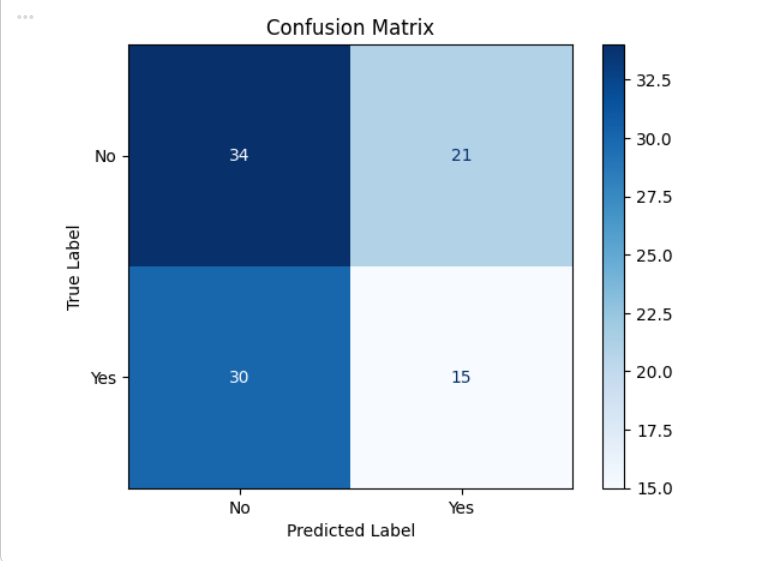 Confusion Matrix
True Label
No
Yes
34
21
30
15
No
Yes
Predicted Label
32.5
30.0
27.5
25.0
22.5
20.0
17.5
15.0